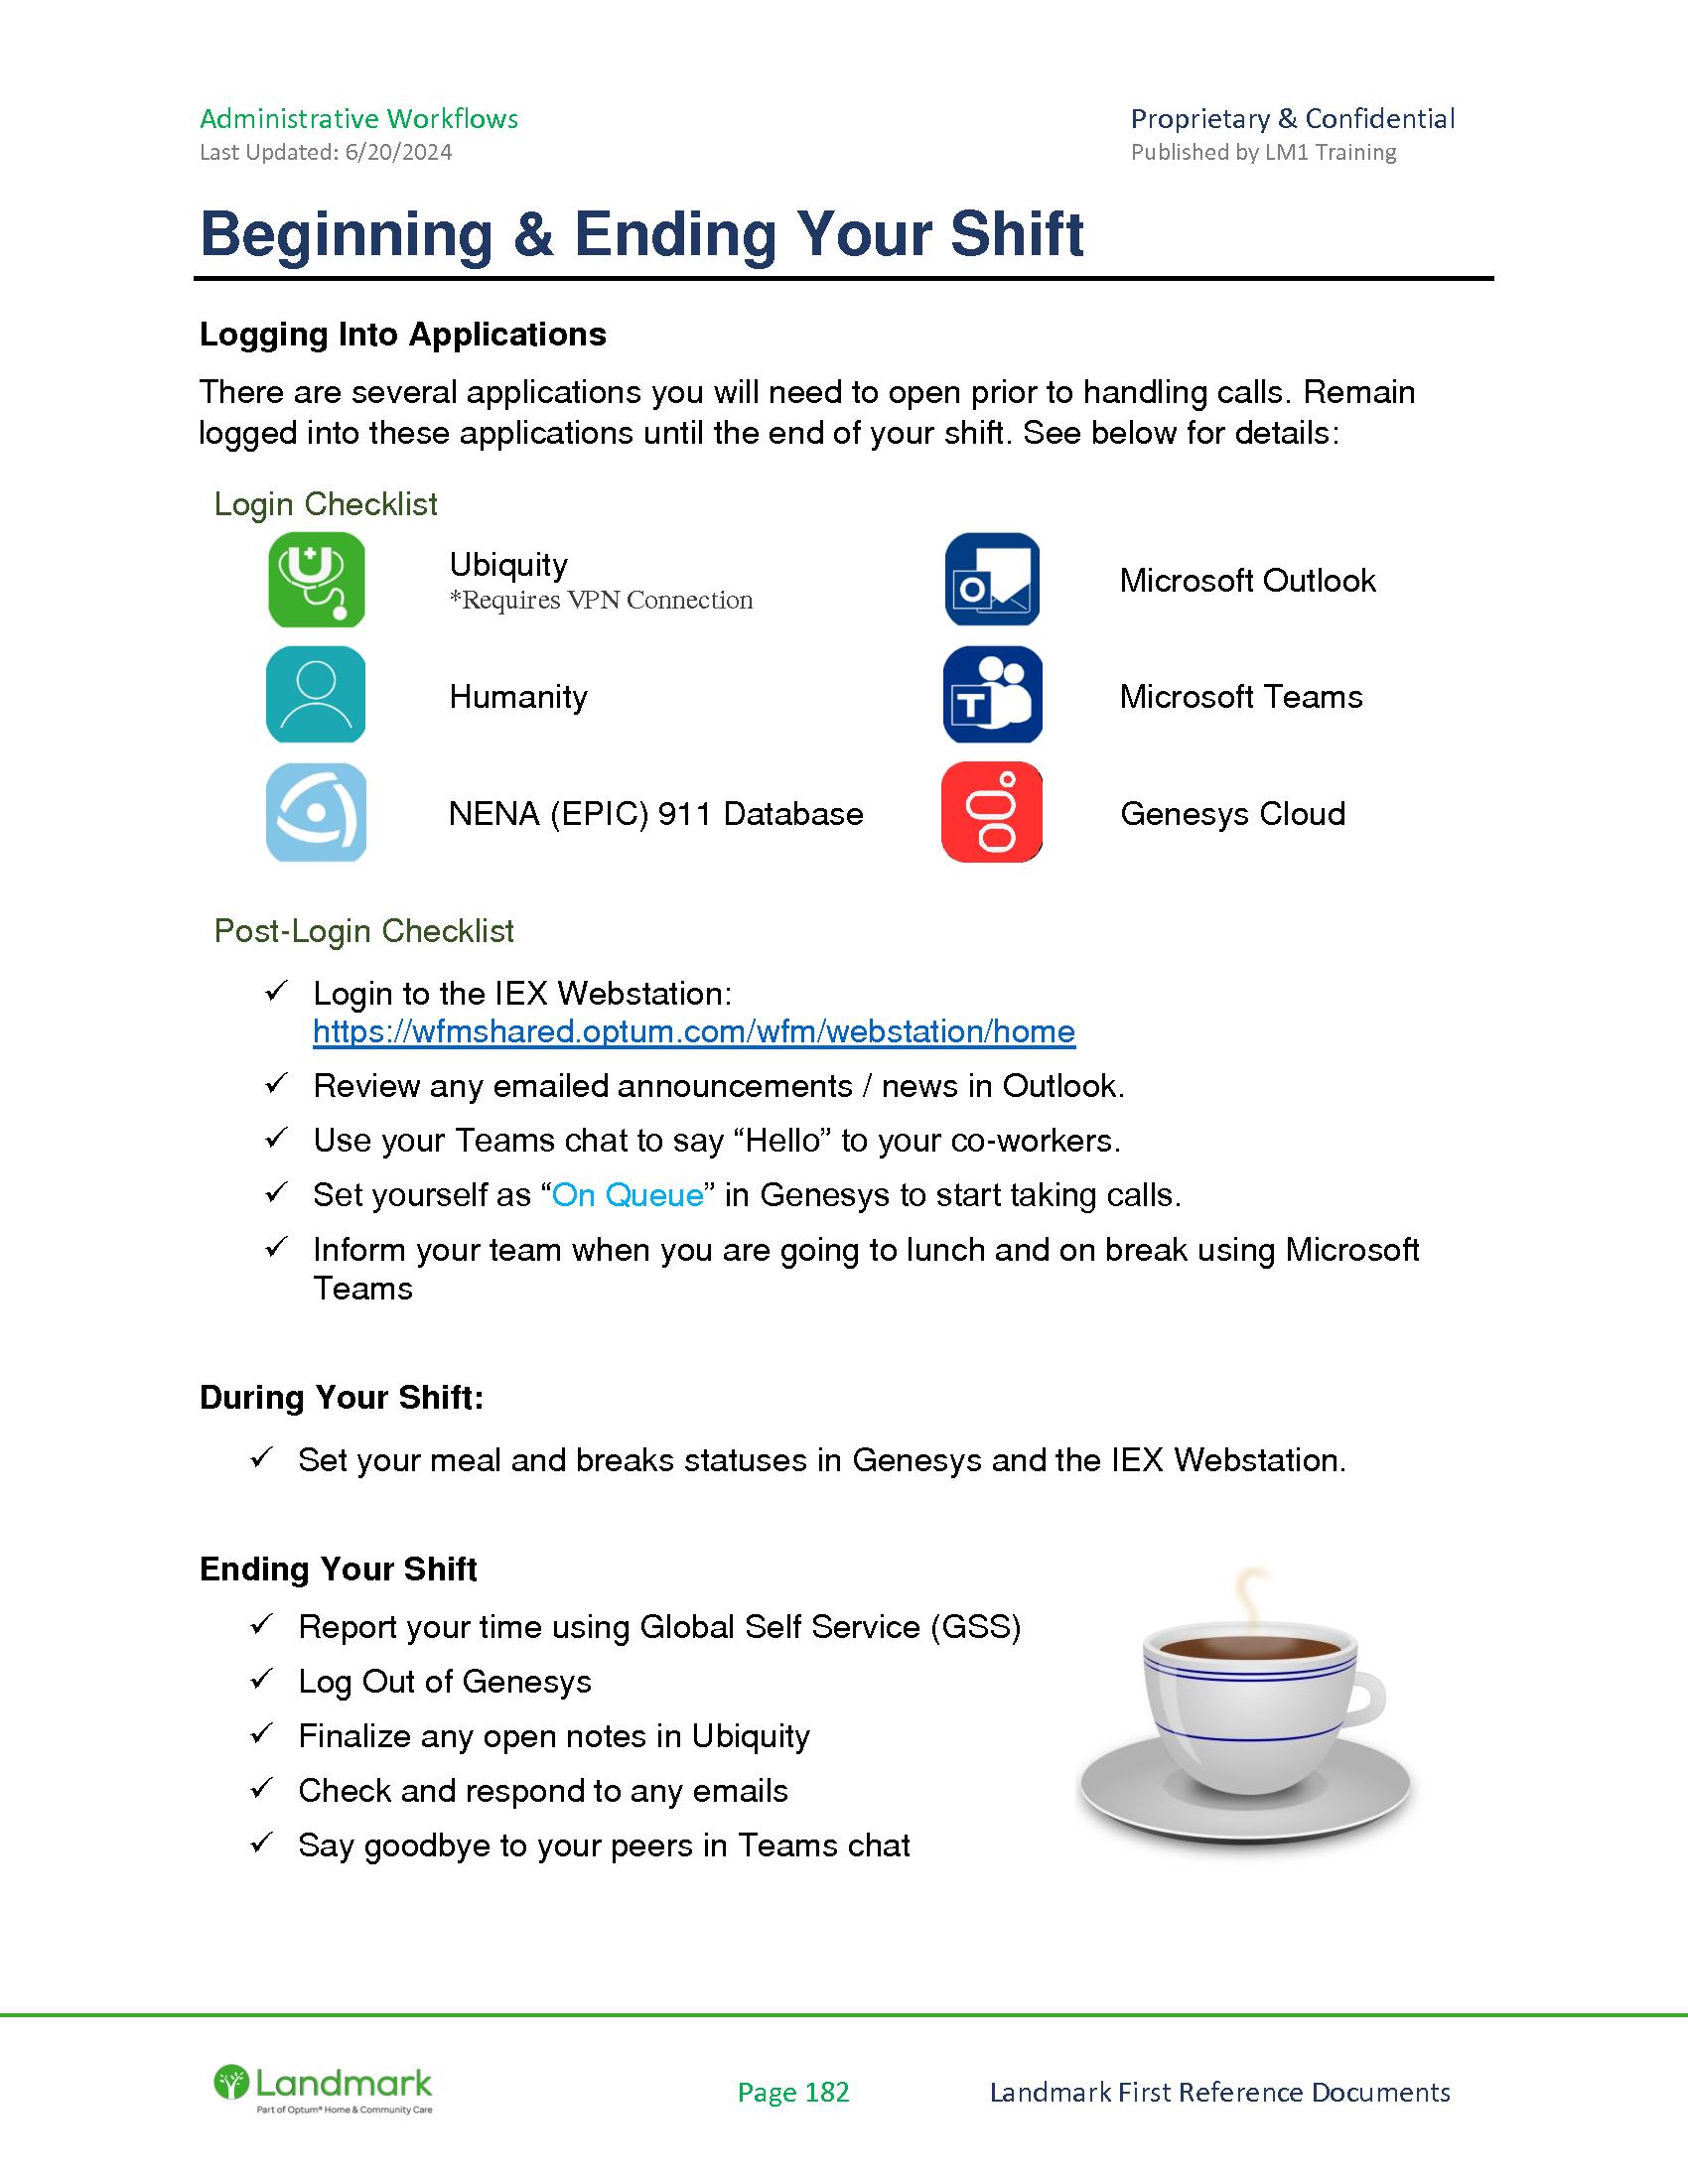 Administrative Workflows
Proprietary & Confidential
Last Updated: 6/20/2024
Published by LM1 Training
Beginning & Ending Your Shift
Logging Into Applications
There are several applications you will need to open prior to handling calls. Remain
logged into these applications until the end of your shift. See below for details:
Login Checklist
Ubiquity
*Requires VPN Connection
Microsoft Outlook
Humanity
Microsoft Teams
NENA (EPIC) 911 Database
Genesys Cloud
Post-Login Checklist
✓ Login to the IEX Webstation:
https://wfmshared.optum.com/wfm/webstation/home
✓ Review any emailed announcements / news in Outlook.
✓ Use your Teams chat to say “Hello” to your co-workers.
✓ Set yourself as “On Queue” in Genesys to start taking calls.
✓ Inform your team when you are going to lunch and on break using Microsoft
Teams
During Your Shift:
✓ Set your meal and breaks statuses in Genesys and the IEX Webstation.
Ending Your Shift
✓ Report your time using Global Self Service (GSS)
✓ Log Out of Genesys
✓ Finalize any open notes in Ubiquity
✓ Check and respond to any emails
✓ Say goodbye to your peers in Teams chat
Landmark
Part of Optum® Home & Community Care
Page 182
Landmark First Reference Documents